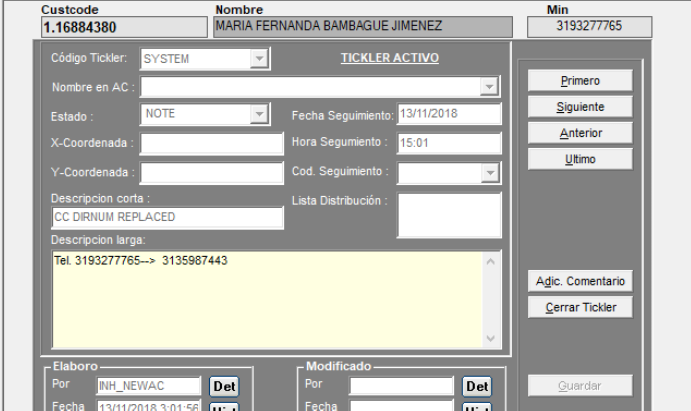 Custcode Nombre Min
1.16884380 MARIA FERNANDA BAMBAGUE JIMENEZ 3193277765
Código Tickler: SYSTEM TICKLER ACTIVO
Nombre en AC :
Primero
Estado : NOTE Fecha Seguimiento: 13/11/2018
Siguiente
X-Coordenada : Hora Segumiento : 15:01
Anterior
Y-Coordenada : Cod. Seguimiento :
Ultimo
Descripcion corta : Lista Distribución :
CC DIRNUM REPLACED
Descripcion larga:
Tel. 3193277765--> 3135987443
Adic. Comentario
Cerrar Tickler
Elaboro Modificado
Por INH_NEWAC Det Por Det
Guardar
Fecha 13/11/2018 3:01:56 Fecha